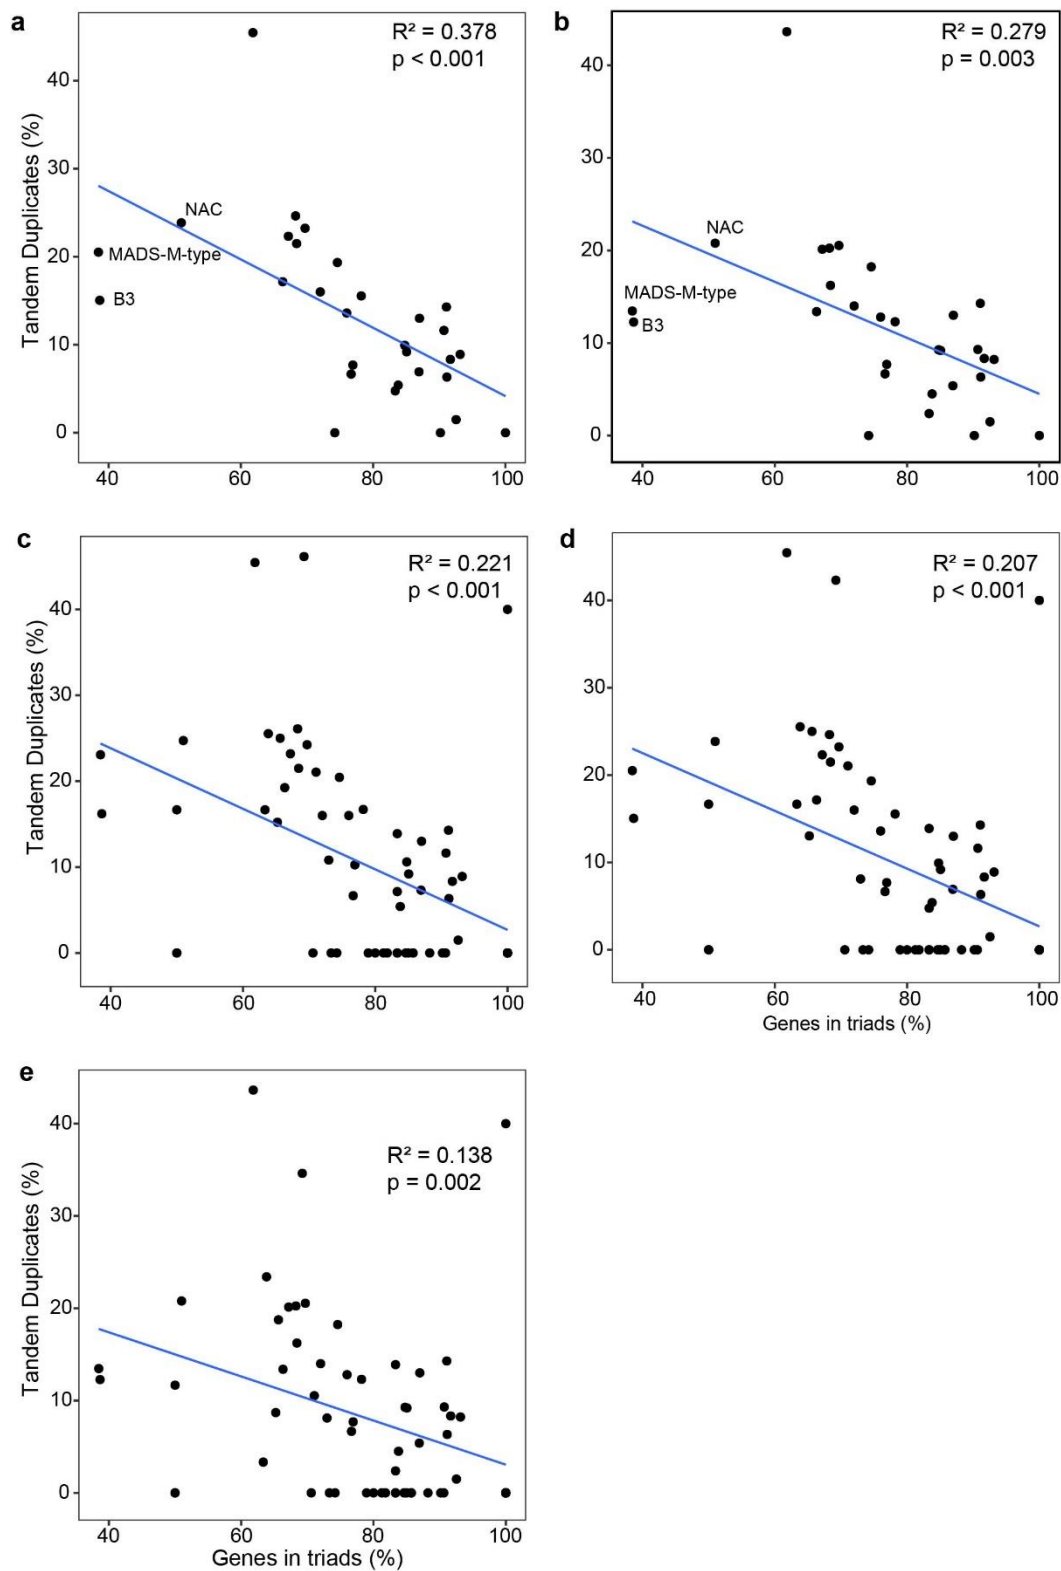 a
R² = 0.378
p < 0.001
Tandem Duplicates (%)
40
30
20
10
0
NAC
MADS-M-type
B3
40
60
80
100
b
R² = 0.279
p = 0.003
40
30
20
10
0
NAC
MADS-M-type
B3
40
60
80
100
c
R² = 0.221
p < 0.001
Tandem Duplicates (%)
40
30
20
10
0
40
60
80
100
d
R² = 0.207
p < 0.001
40
30
20
10
0
40
60
80
100
Genes in triads (%)
e
R² = 0.138
p = 0.002
Tandem Duplicates (%)
40
30
20
10
0
40
60
80
100
Genes in triads (%)